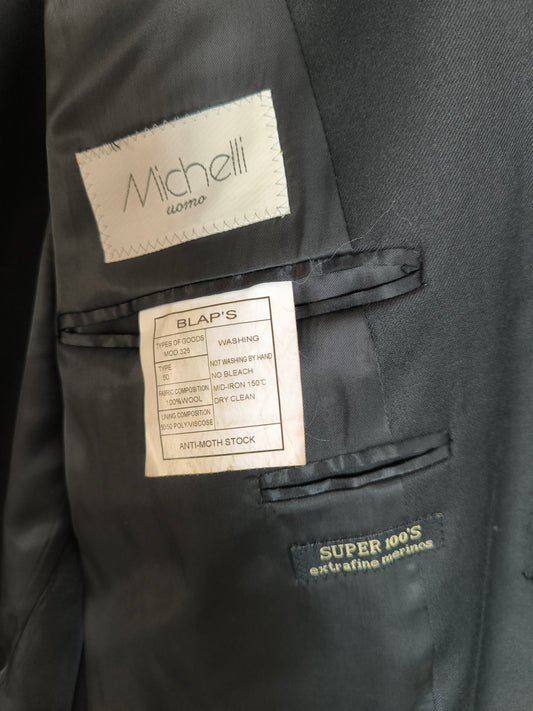 Michelli
uomo
BLAP'S
TYPES OF GOODS
MOD.326
TYPE
50
FABRIC COMPOSITION
100%WOOL
LINING COMPOSITION
50/50 POLY/VISCOSE
WASHING
NOT WASHING BY HAND
NO BLEACH
MID-IRON 150℃
DRY CLEAN
ANTI-MOTH STOCK
SUPER 100'S
extrafine merinos